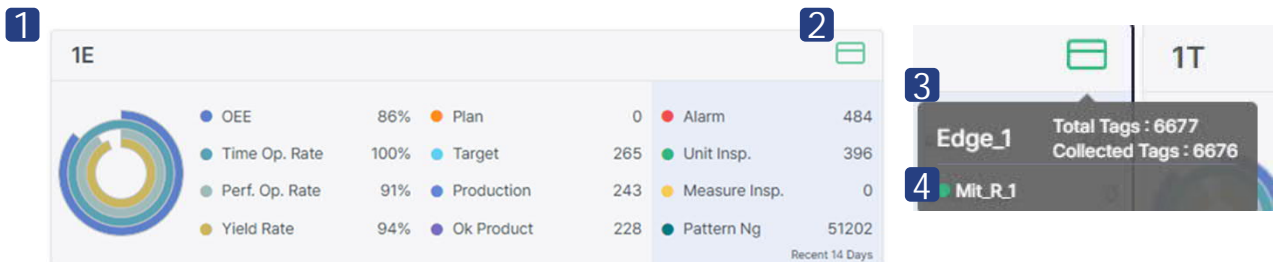 1
2
1E
1T
3
OEE 86% Plan 0 Alarm 484
Edge_1
Total Tags : 6677
Collected Tags : 6676
Time Op. Rate 100% Target 265 Unit Insp. 396
Perf. Op. Rate 91% Production 243 Measure Insp. 0
4
Mit_R_1
Yield Rate 94% Ok Product 228 Pattern Ng 51202
Recent 14 Days